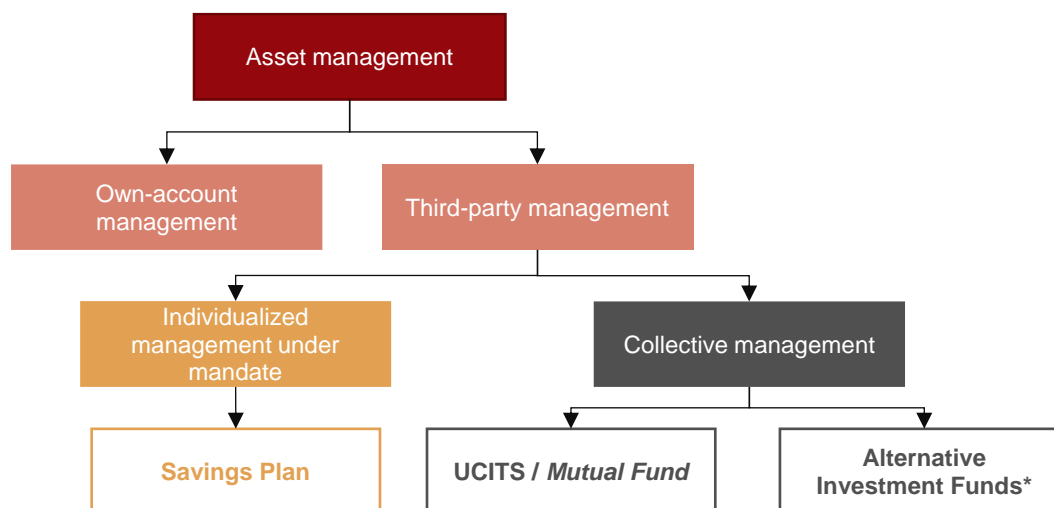 Asset management
Own-account
management
Third-party management
Individualized
management under
mandate
Collective management
Savings Plan
UCITS / Mutual Fund
Alternative
Investment Funds*